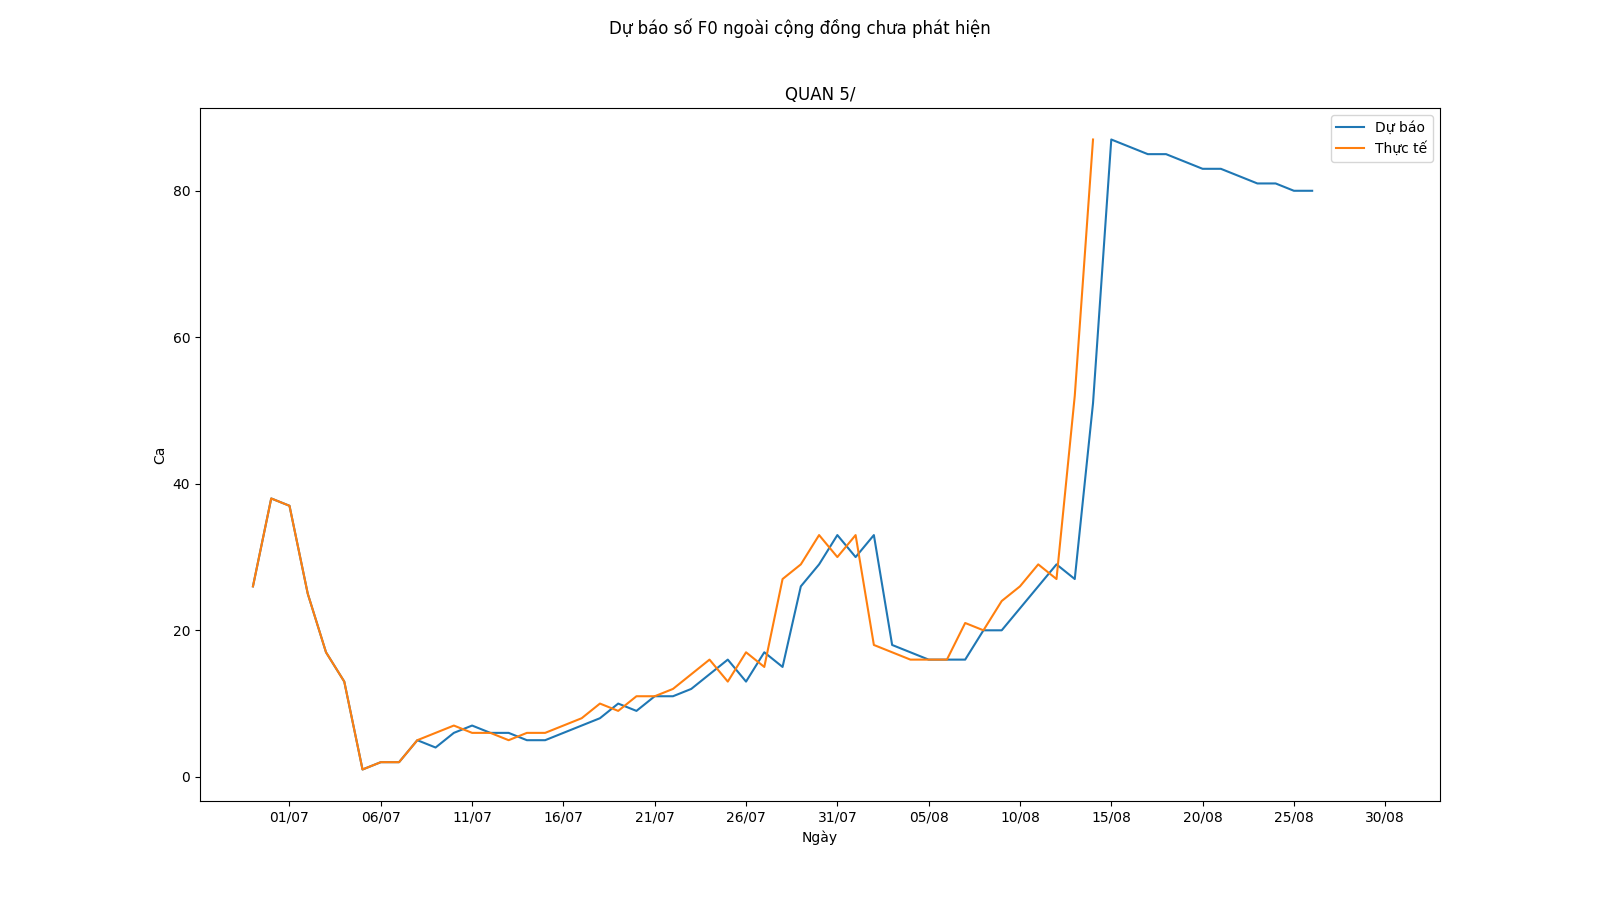 Dự báo số F0 ngoài cộng đồng chưa phát hiện
QUAN 5/
Dự báo
Thực tế
80
60
40
20
0
Ca
01/07 06/07 11/07 16/07 21/07 26/07 31/07 05/08 10/08 15/08 20/08 25/08 30/08
Ngày